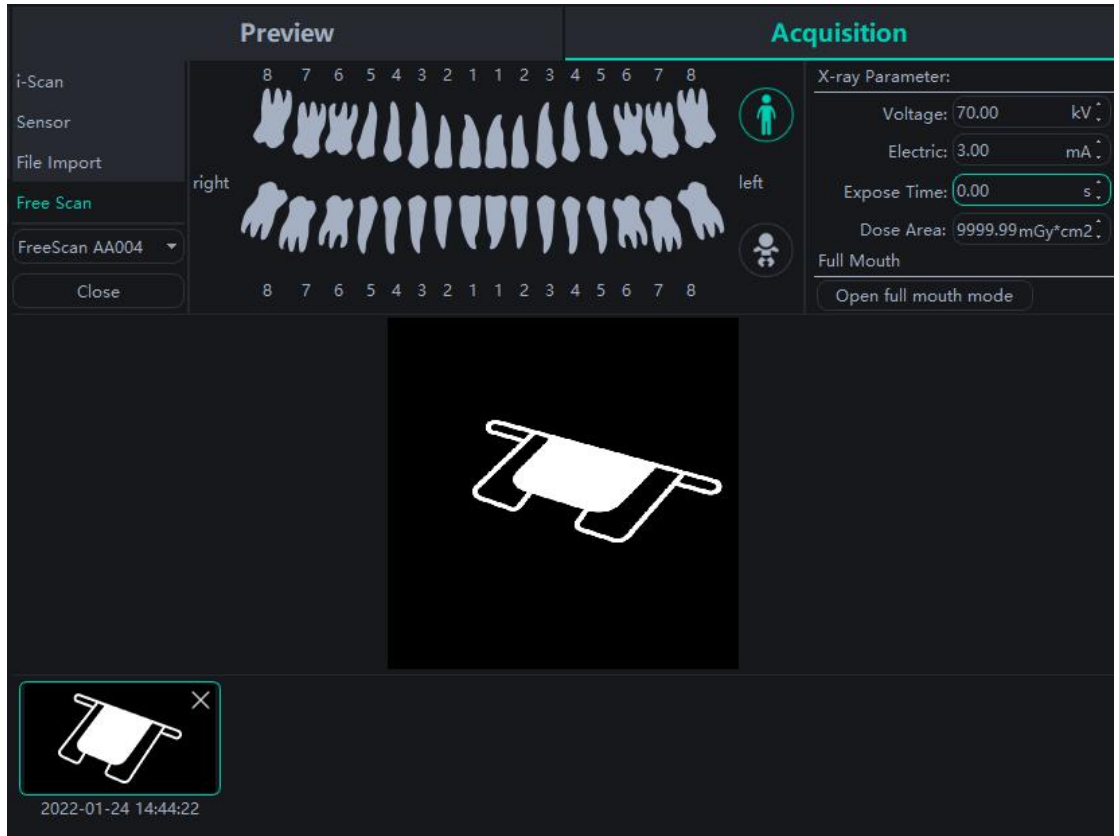 Preview
Acquisition
i-Scan
Sensor
File Import
Free Scan
FreeScan AA004
Close
8 7 6 5 4 3 2 1 1 2 3 4 5 6 7 8
right
left
8 7 6 5 4 3 2 1 1 2 3 4 5 6 7 8
X-ray Parameter:
Voltage: 70.00 kV
Electric: 3.00 mA
Expose Time: 0.00 s
Dose Area: 9999.99mGy*cm2
Full Mouth
Open full mouth mode
2022-01-24 14:44:22